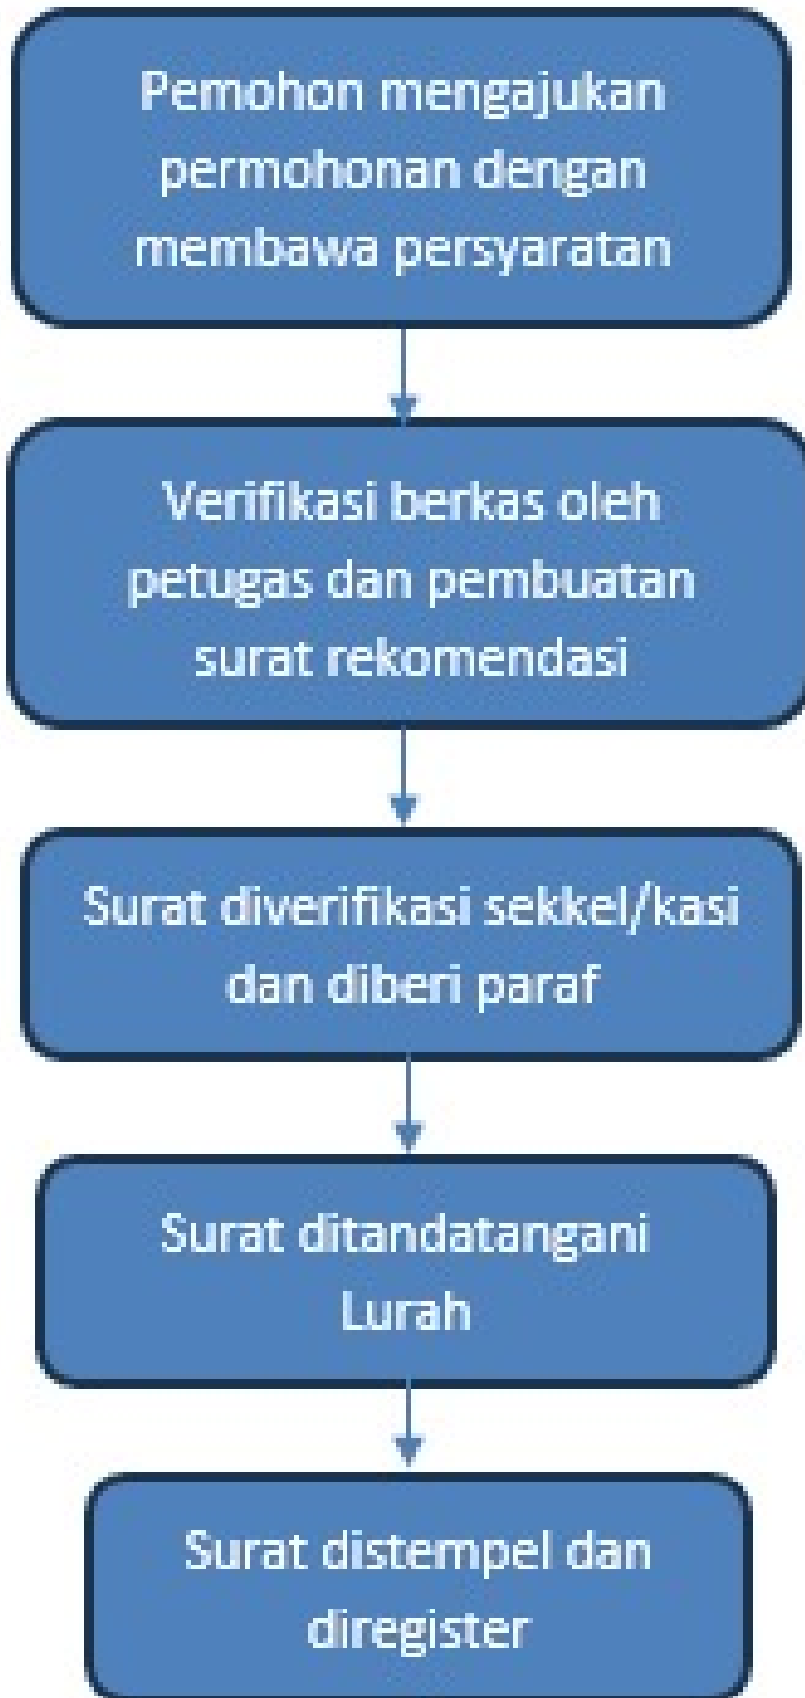 Pemohon mengajukan
permohonan dengan
membawa persyaratan
Verifikasi berkas oleh
petugas dan pembuatan
surat rekomendasi
Surat diverifikasi sekkel/kasi
dan diberi paraf
Surat ditandatangani
Lurah
Surat distempel dan
diregister